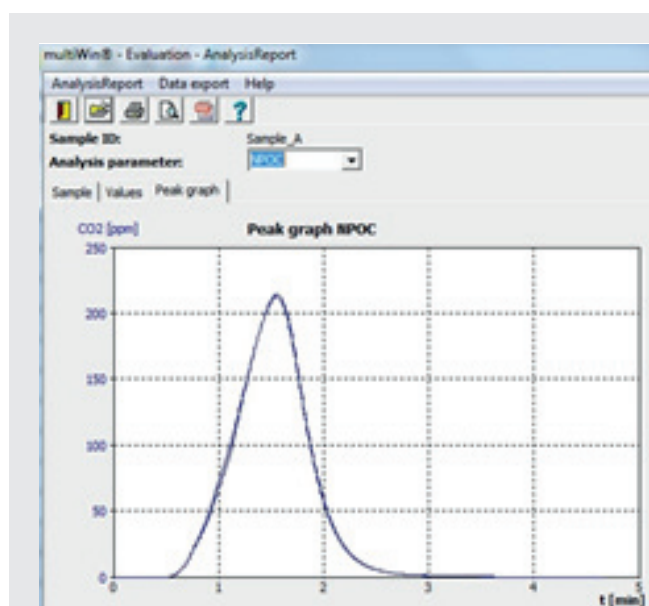 multiWin® - Evaluation - AnalysisReport
AnalysisReport Data export Help
Sample ID: Sample_A
Analysis parameter: NPOC
Sample Values Peak graph
CO2 [ppm] Peak graph NPOC
250
200
150
100
50
0
0 1 2 3 4 5
t [min]